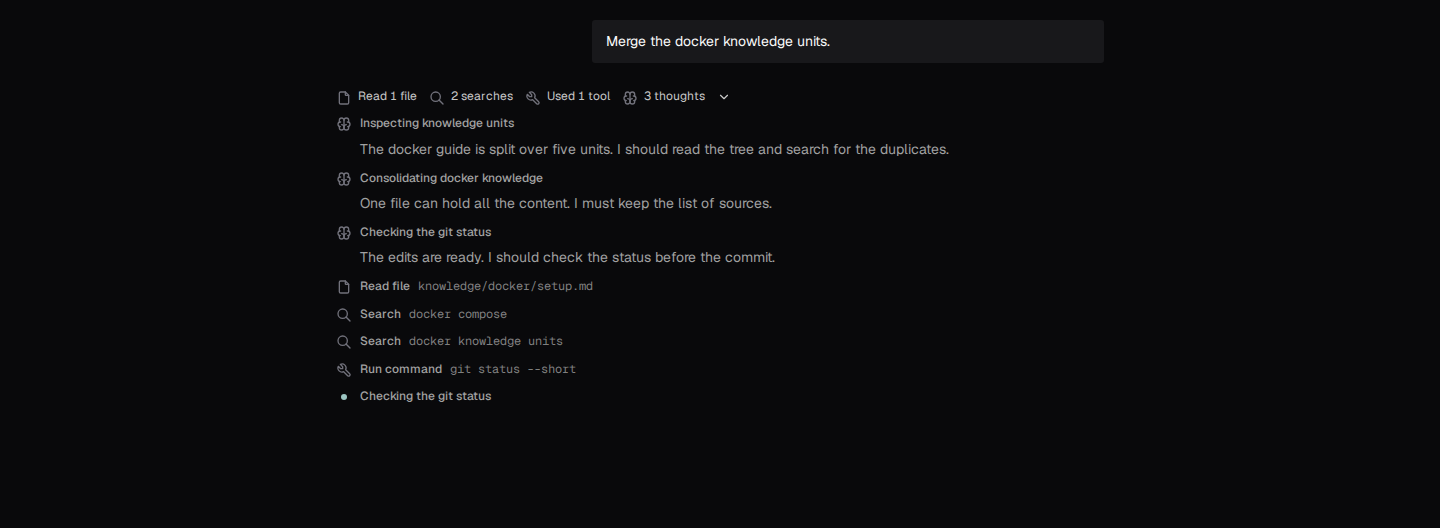 Merge the docker knowledge units.
Read 1 file 2 searches Used 1 tool 3 thoughts
Inspecting knowledge units
The docker guide is split over five units. I should read the tree and search for the duplicates.
Consolidating docker knowledge
One file can hold all the content. I must keep the list of sources.
Checking the git status
The edits are ready. I should check the status before the commit.
Read file knowledge/docker/setup.md
Search docker compose
Search docker knowledge units
Run command git status --short
Checking the git status